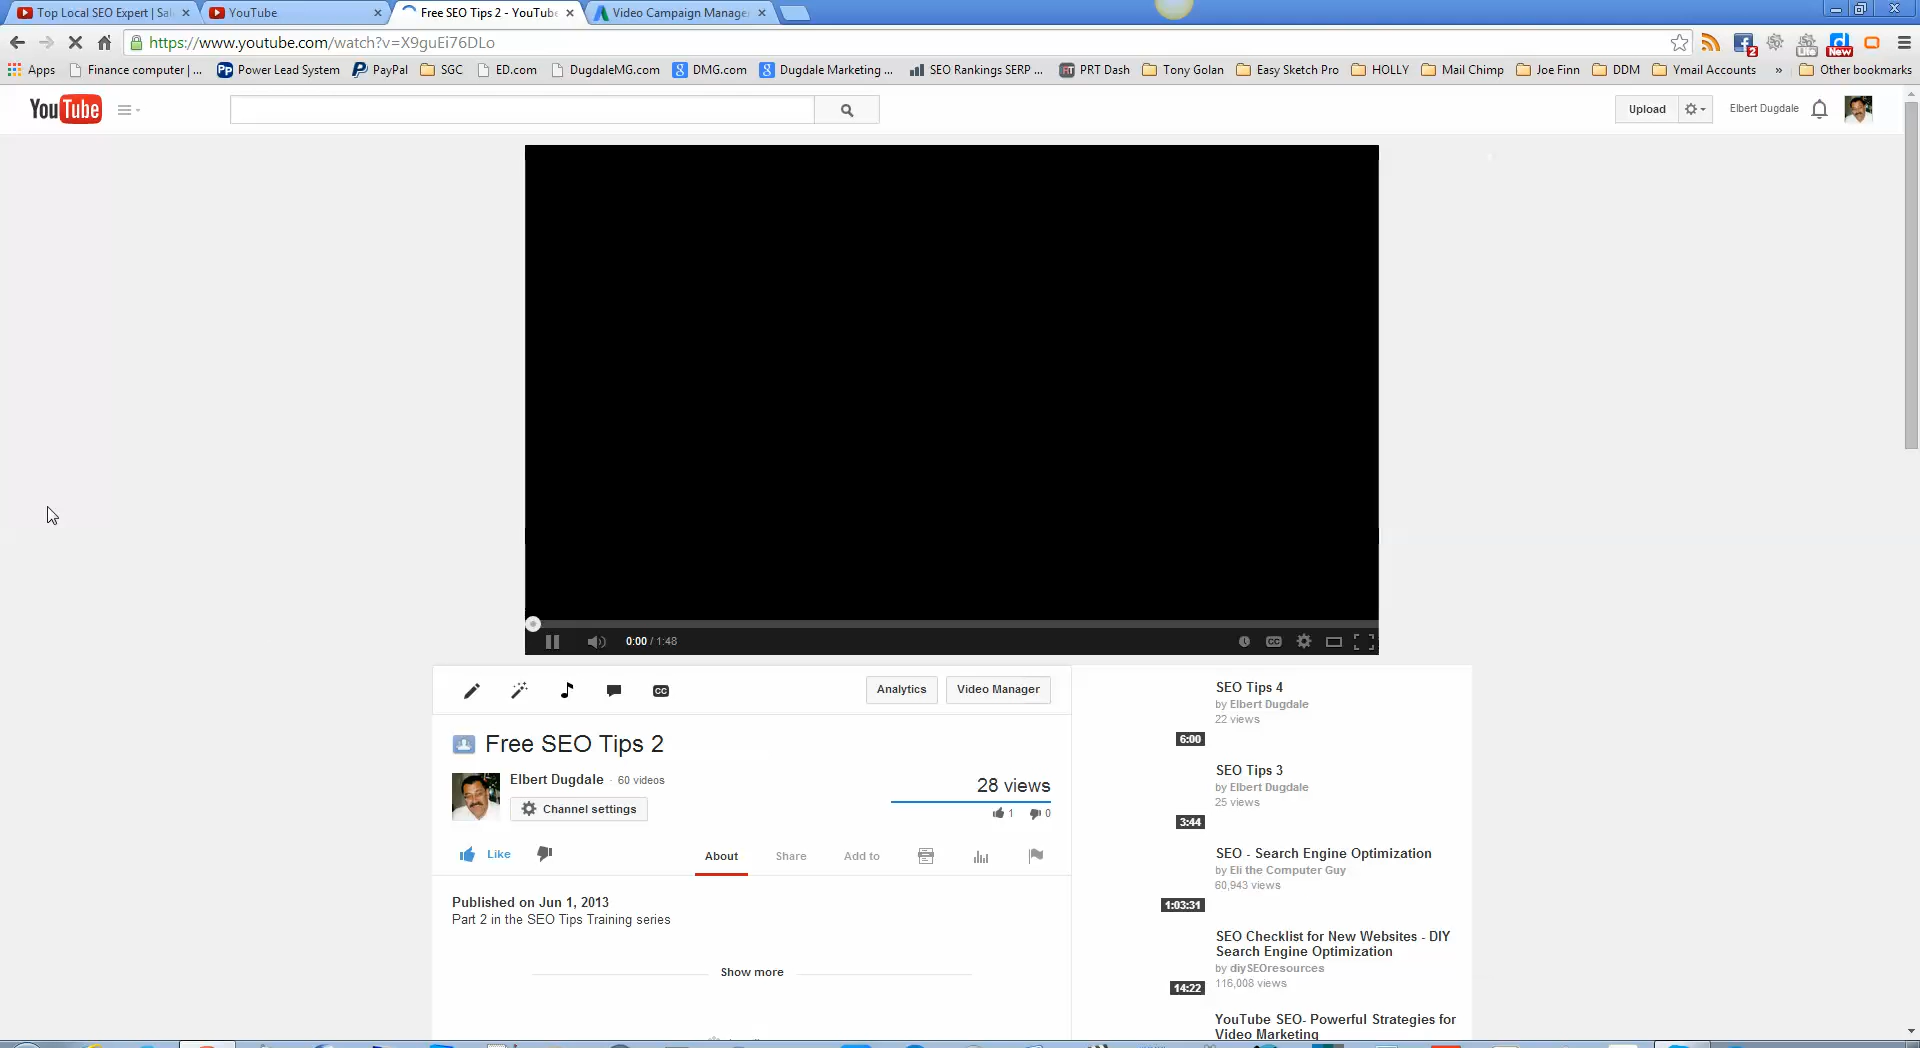 Top Local SEO Expert | Sal
YouTube
Free SEO Tips 2 - YouTube
Video Campaign Manager
https://www.youtube.com/watch?v=X9guEi76DLo
2
Lite
New
Apps
Finance computer | ...
Power Lead System
PayPal
SGC
ED.com
DugdaleMG.com
DMG.com
Dugdale Marketing ...
SEO Rankings SERP ...
PRT Dash
Tony Golan
Easy Sketch Pro
HOLLY
Mail Chimp
Joe Finn
DDM
Ymail Accounts
»
Other bookmarks
YouTube
Upload
Elbert Dugdale
0:00 / 1:48
CC
CC
Analytics
Video Manager
Free SEO Tips 2
Elbert Dugdale · 60 videos
Channel settings
28 views
1
0
Like
About
Share
Add to
Published on Jun 1, 2013
Part 2 in the SEO Tips Training series
Show more
SEO Tips 4
by Elbert Dugdale
22 views
6:00
SEO Tips 3
by Elbert Dugdale
25 views
3:44
SEO - Search Engine Optimization
by Eli the Computer Guy
60,943 views
1:03:31
SEO Checklist for New Websites - DIY
Search Engine Optimization
by diySEOresources
116,008 views
14:22
YouTube SEO- Powerful Strategies for
Video Marketing